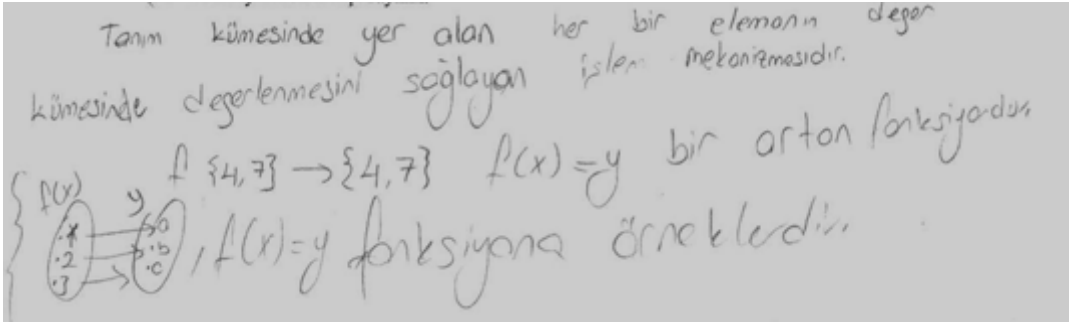 Tanım kümesinde yer alan her bir elemanın değer
kümesinde değerlenmesini sağlayan işlem mekanizmasıdır.
f {4,7} → {4,7} f(x)=y bir artan fonksiyondur.
f(x) y
.1 .a
.2 .b
.3 .c
, f(x)=y fonksiyona örneklerdir.